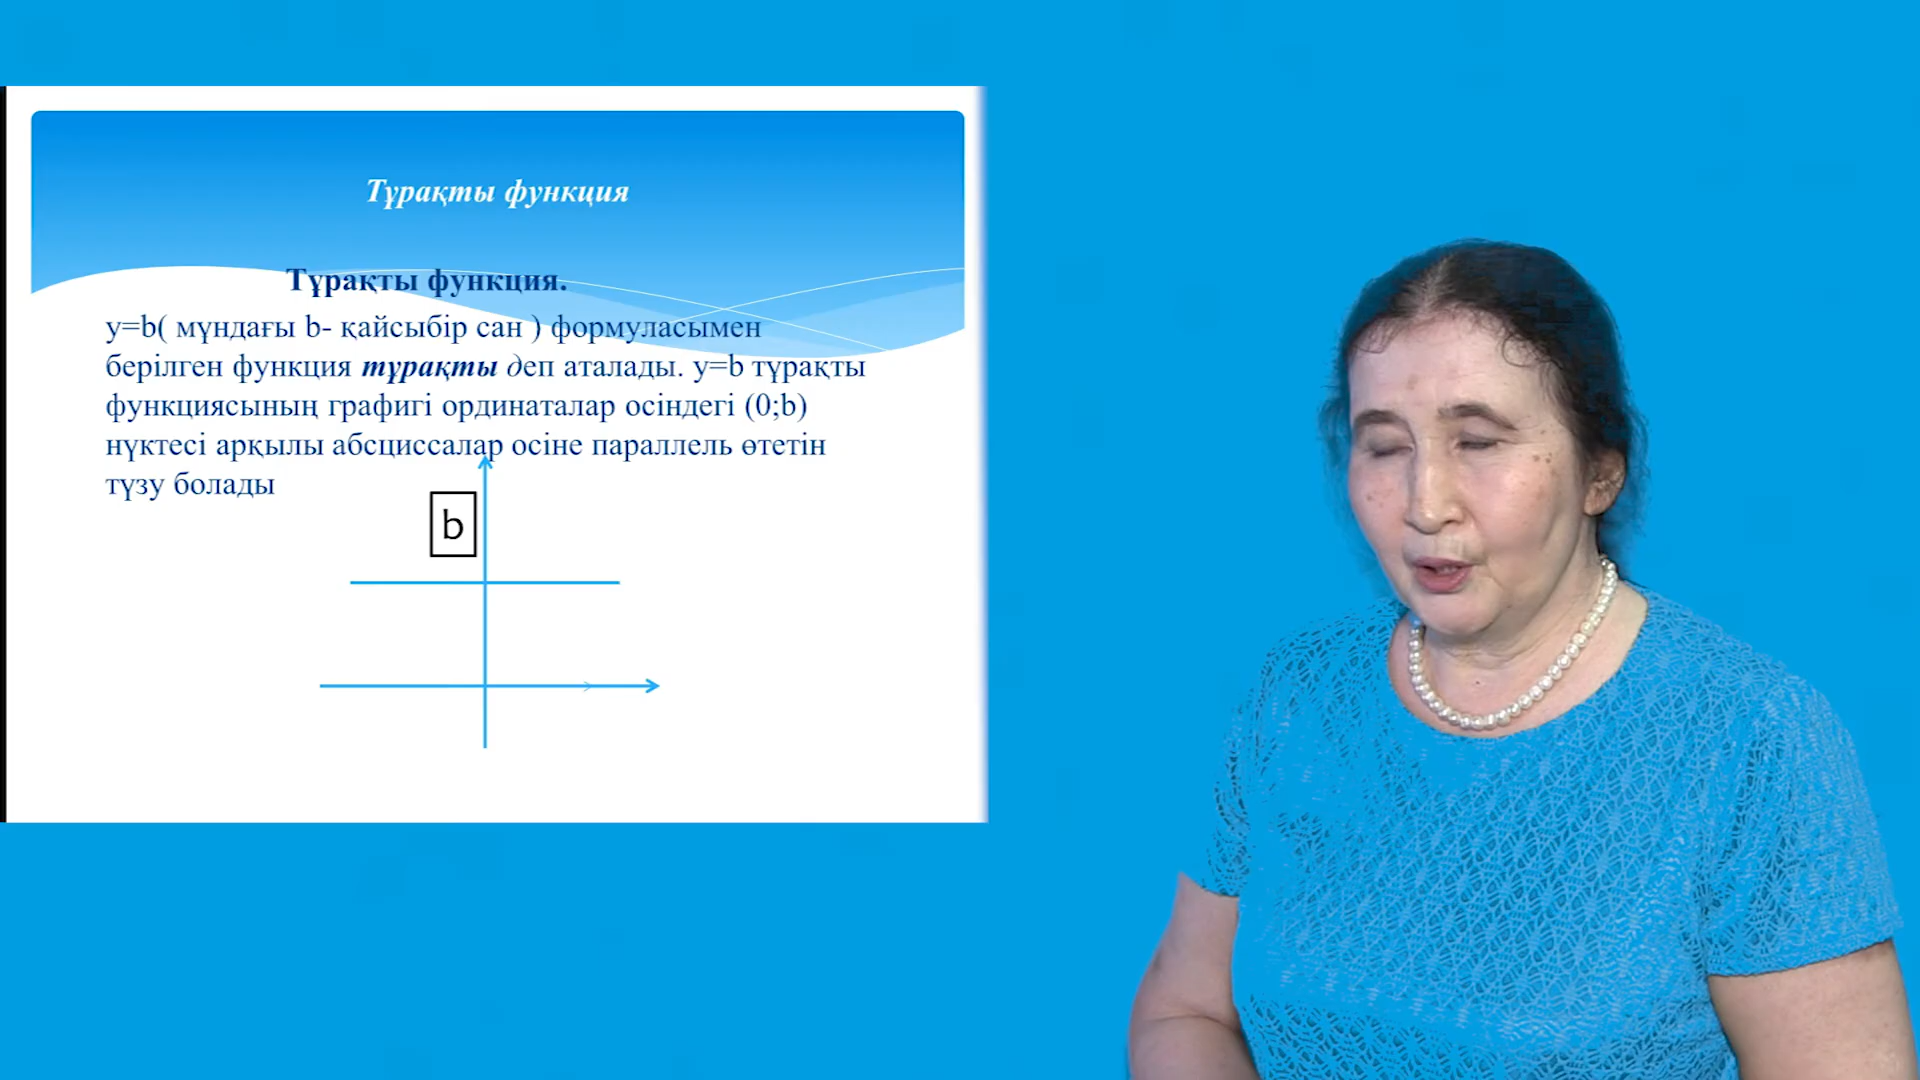 Тұрақты функция
Тұрақты функция.
y=b( мұндағы b- қайсыбір сан ) формуласымен
берілген функция тұрақты деп аталады. y=b тұрақты
функциясының графигі ординаталар осіндегі (0;b)
нүктесі арқылы абсциссалар осіне параллель өтетін
түзу болады
b